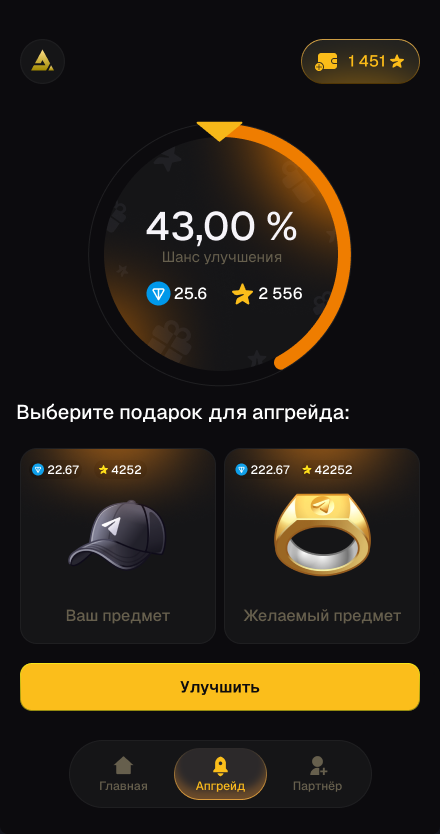 1 451
43,00 %
Шанс улучшения
25.6 2 556
Выберите подарок для апгрейда:
22.67 4252 222.67 42252
Ваш предмет Желаемый предмет
Улучшить
Главная Апгрейд Партнёр